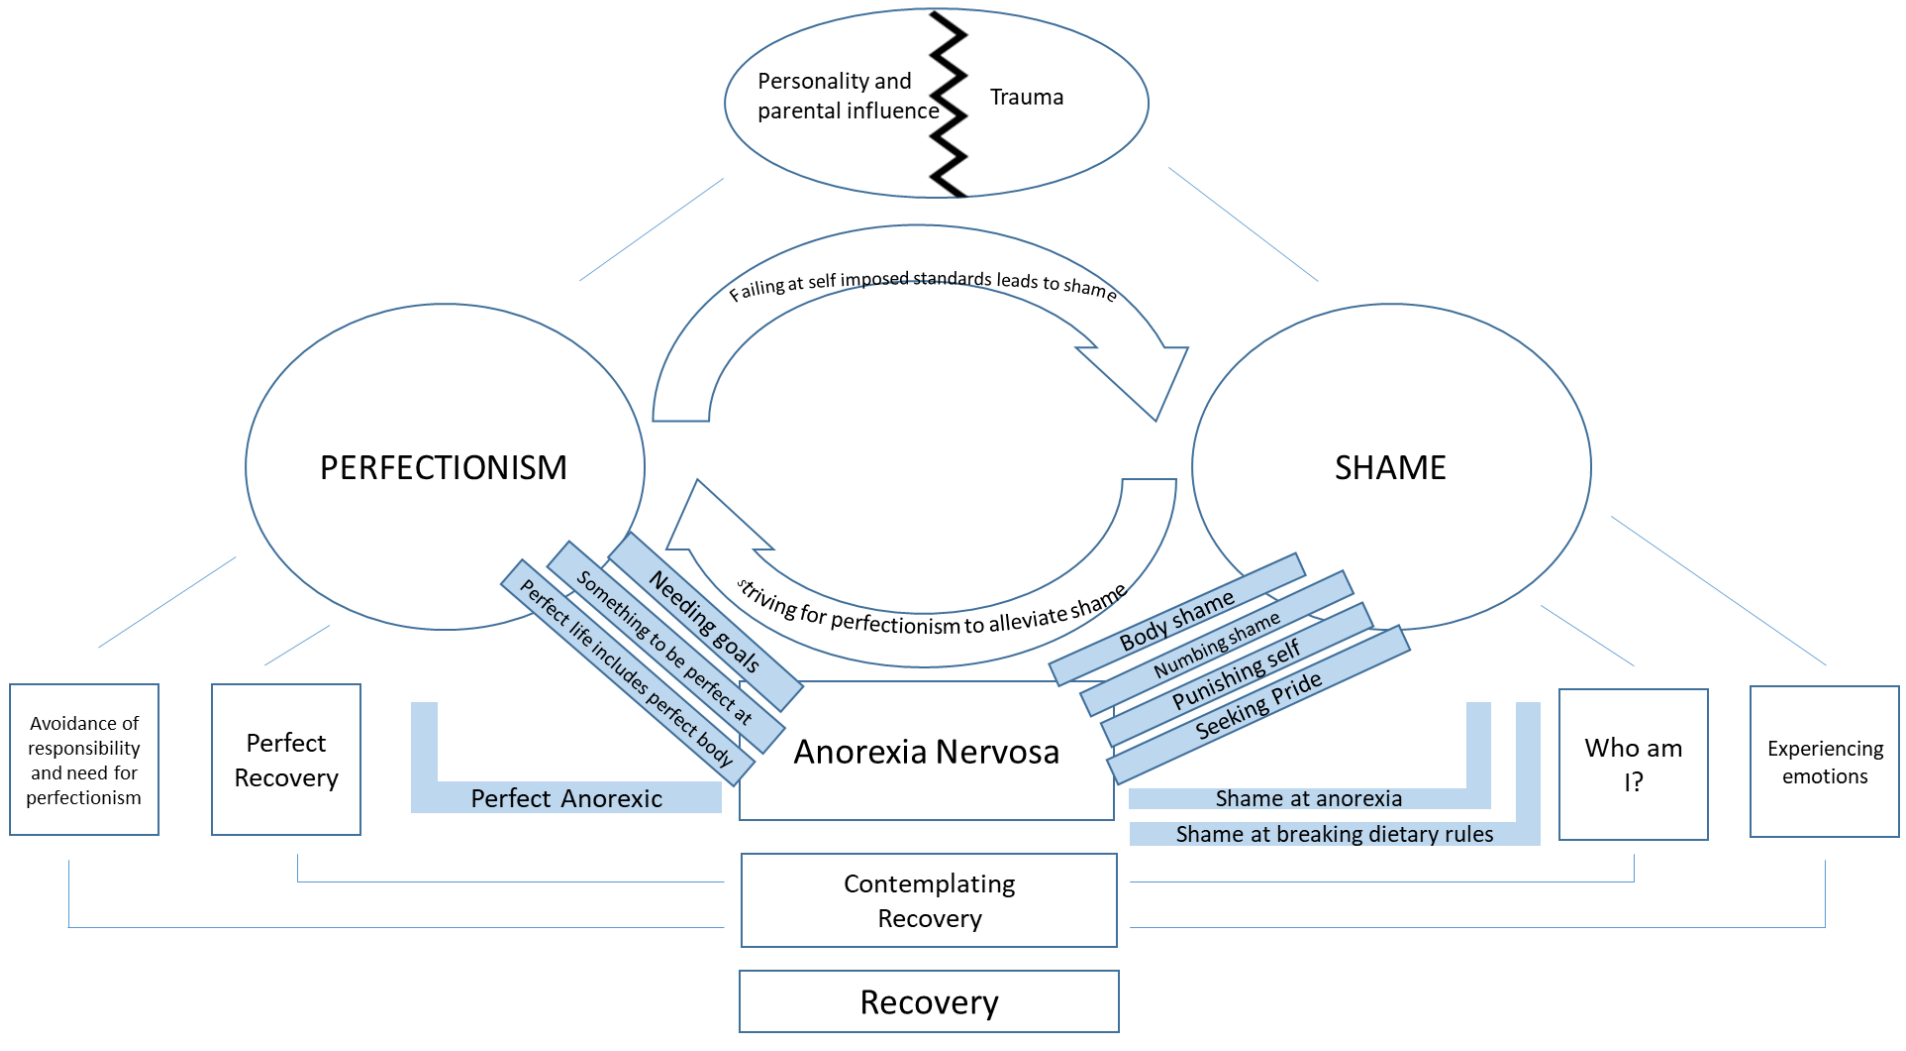 Personality and
parental influence
Trauma
Failing at self imposed standards leads to shame
PERFECTIONISM
SHAME
striving for perfectionism to alleviate shame
Needing goals
Something to be perfect at
Perfect life includes perfect body
Body shame
Numbing shame
Punishing self
Seeking Pride
Avoidance of
responsibility
and need for
perfectionism
Perfect
Recovery
Perfect Anorexic
Anorexia Nervosa
Shame at anorexia
Shame at breaking dietary rules
Who am
I?
Experiencing
emotions
Contemplating
Recovery
Recovery